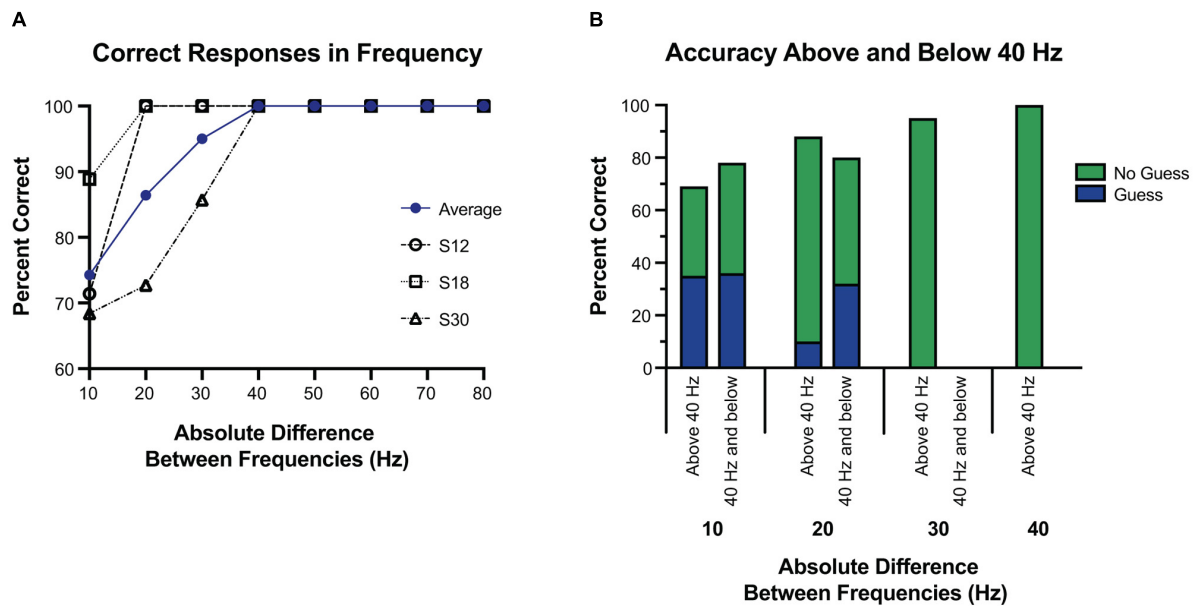 A
Correct Responses in Frequency
Percent Correct
100
90
80
70
60
10 20 30 40 50 60 70 80
Average
S12
S18
S30
Absolute Difference
Between Frequencies (Hz)
B
Accuracy Above and Below 40 Hz
Percent Correct
100
80
60
40
20
0
No Guess
Guess
Above 40 Hz
40 Hz and below
Above 40 Hz
40 Hz and below
Above 40 Hz
40 Hz and below
Above 40 Hz
10 20 30 40
Absolute Difference
Between Frequencies (Hz)